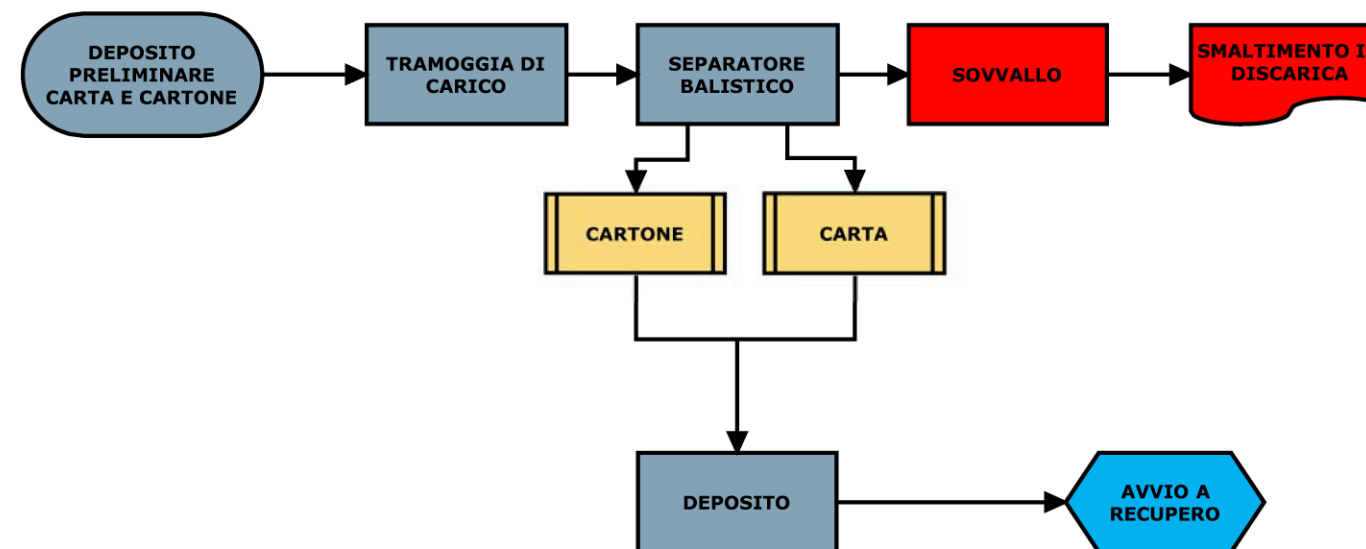 DEPOSITO
PRELIMINARE
CARTA E CARTONE
TRAMOGGIA DI
CARICO
SEPARATORE
BALISTICO
SOVVALLO
SMALTIMENTO I
DISCARICA
CARTONE
CARTA
DEPOSITO
AVVIO A
RECUPERO